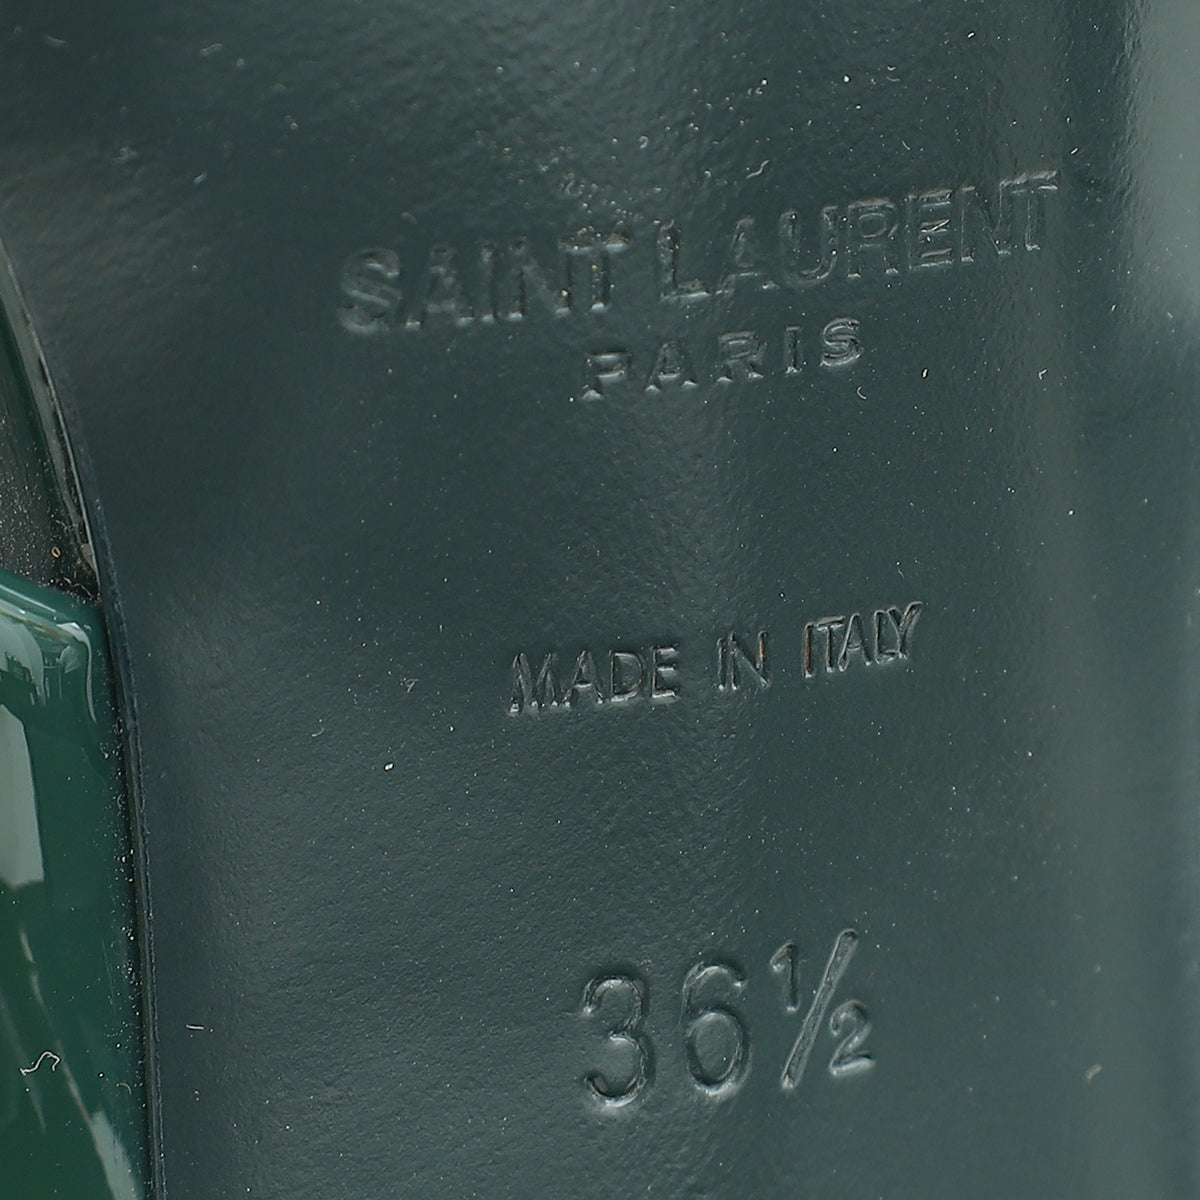 SAINT LAURENT
PARIS
MADE IN ITALY
36½